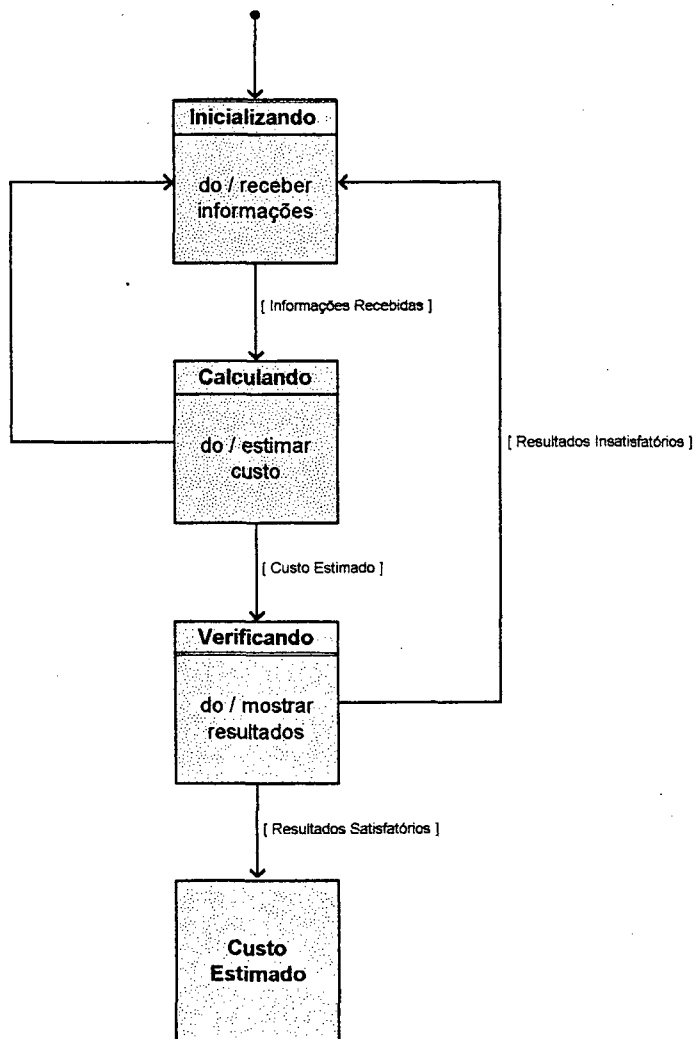 Inicializando
do / receber
informações
[ Informações Recebidas ]
Calculando
do / estimar
custo
[ Resultados Insatisfatórios ]
[ Custo Estimado ]
Verificando
do / mostrar
resultados
[ Resultados Satisfatórios ]
Custo
Estimado